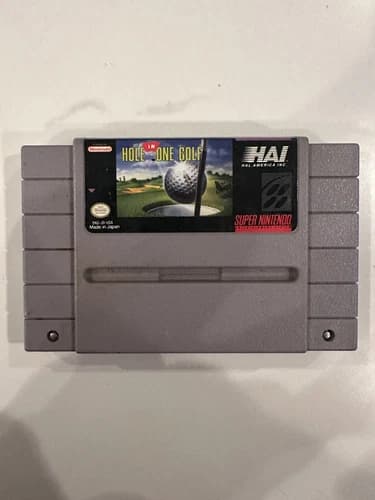 Nintendo
HOLE IN ONE GOLF
HAL
HAL AMERICA INC.
Made in Japan
SUPER NINTENDO